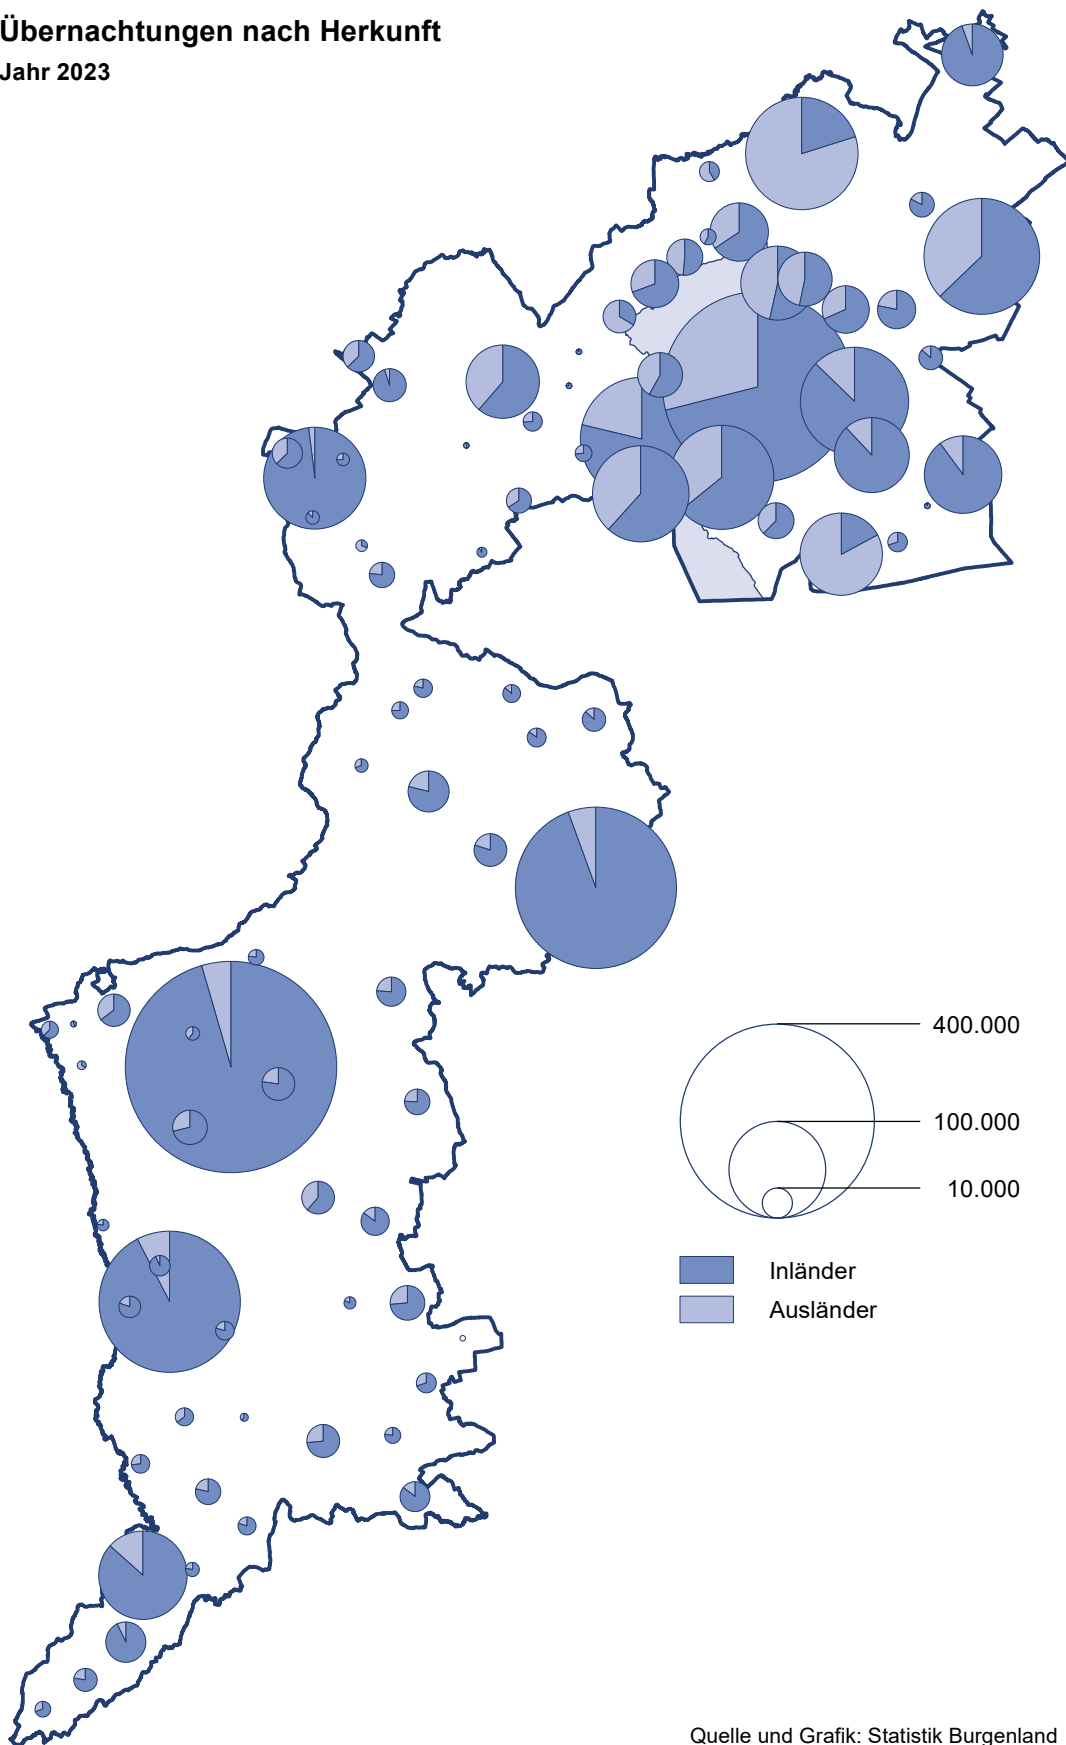 Übernachtungen nach Herkunft
Jahr 2023
400.000
100.000
10.000
Inländer
Ausländer
Quelle und Grafik: Statistik Burgenland